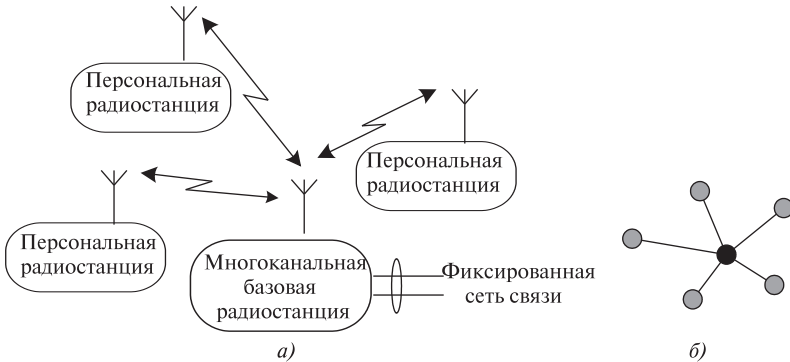 Персональная
радиостанция
Персональная
радиостанция
Персональная
радиостанция
Многоканальная
базовая
радиостанция
Фиксированная
сеть связи
а)
б)